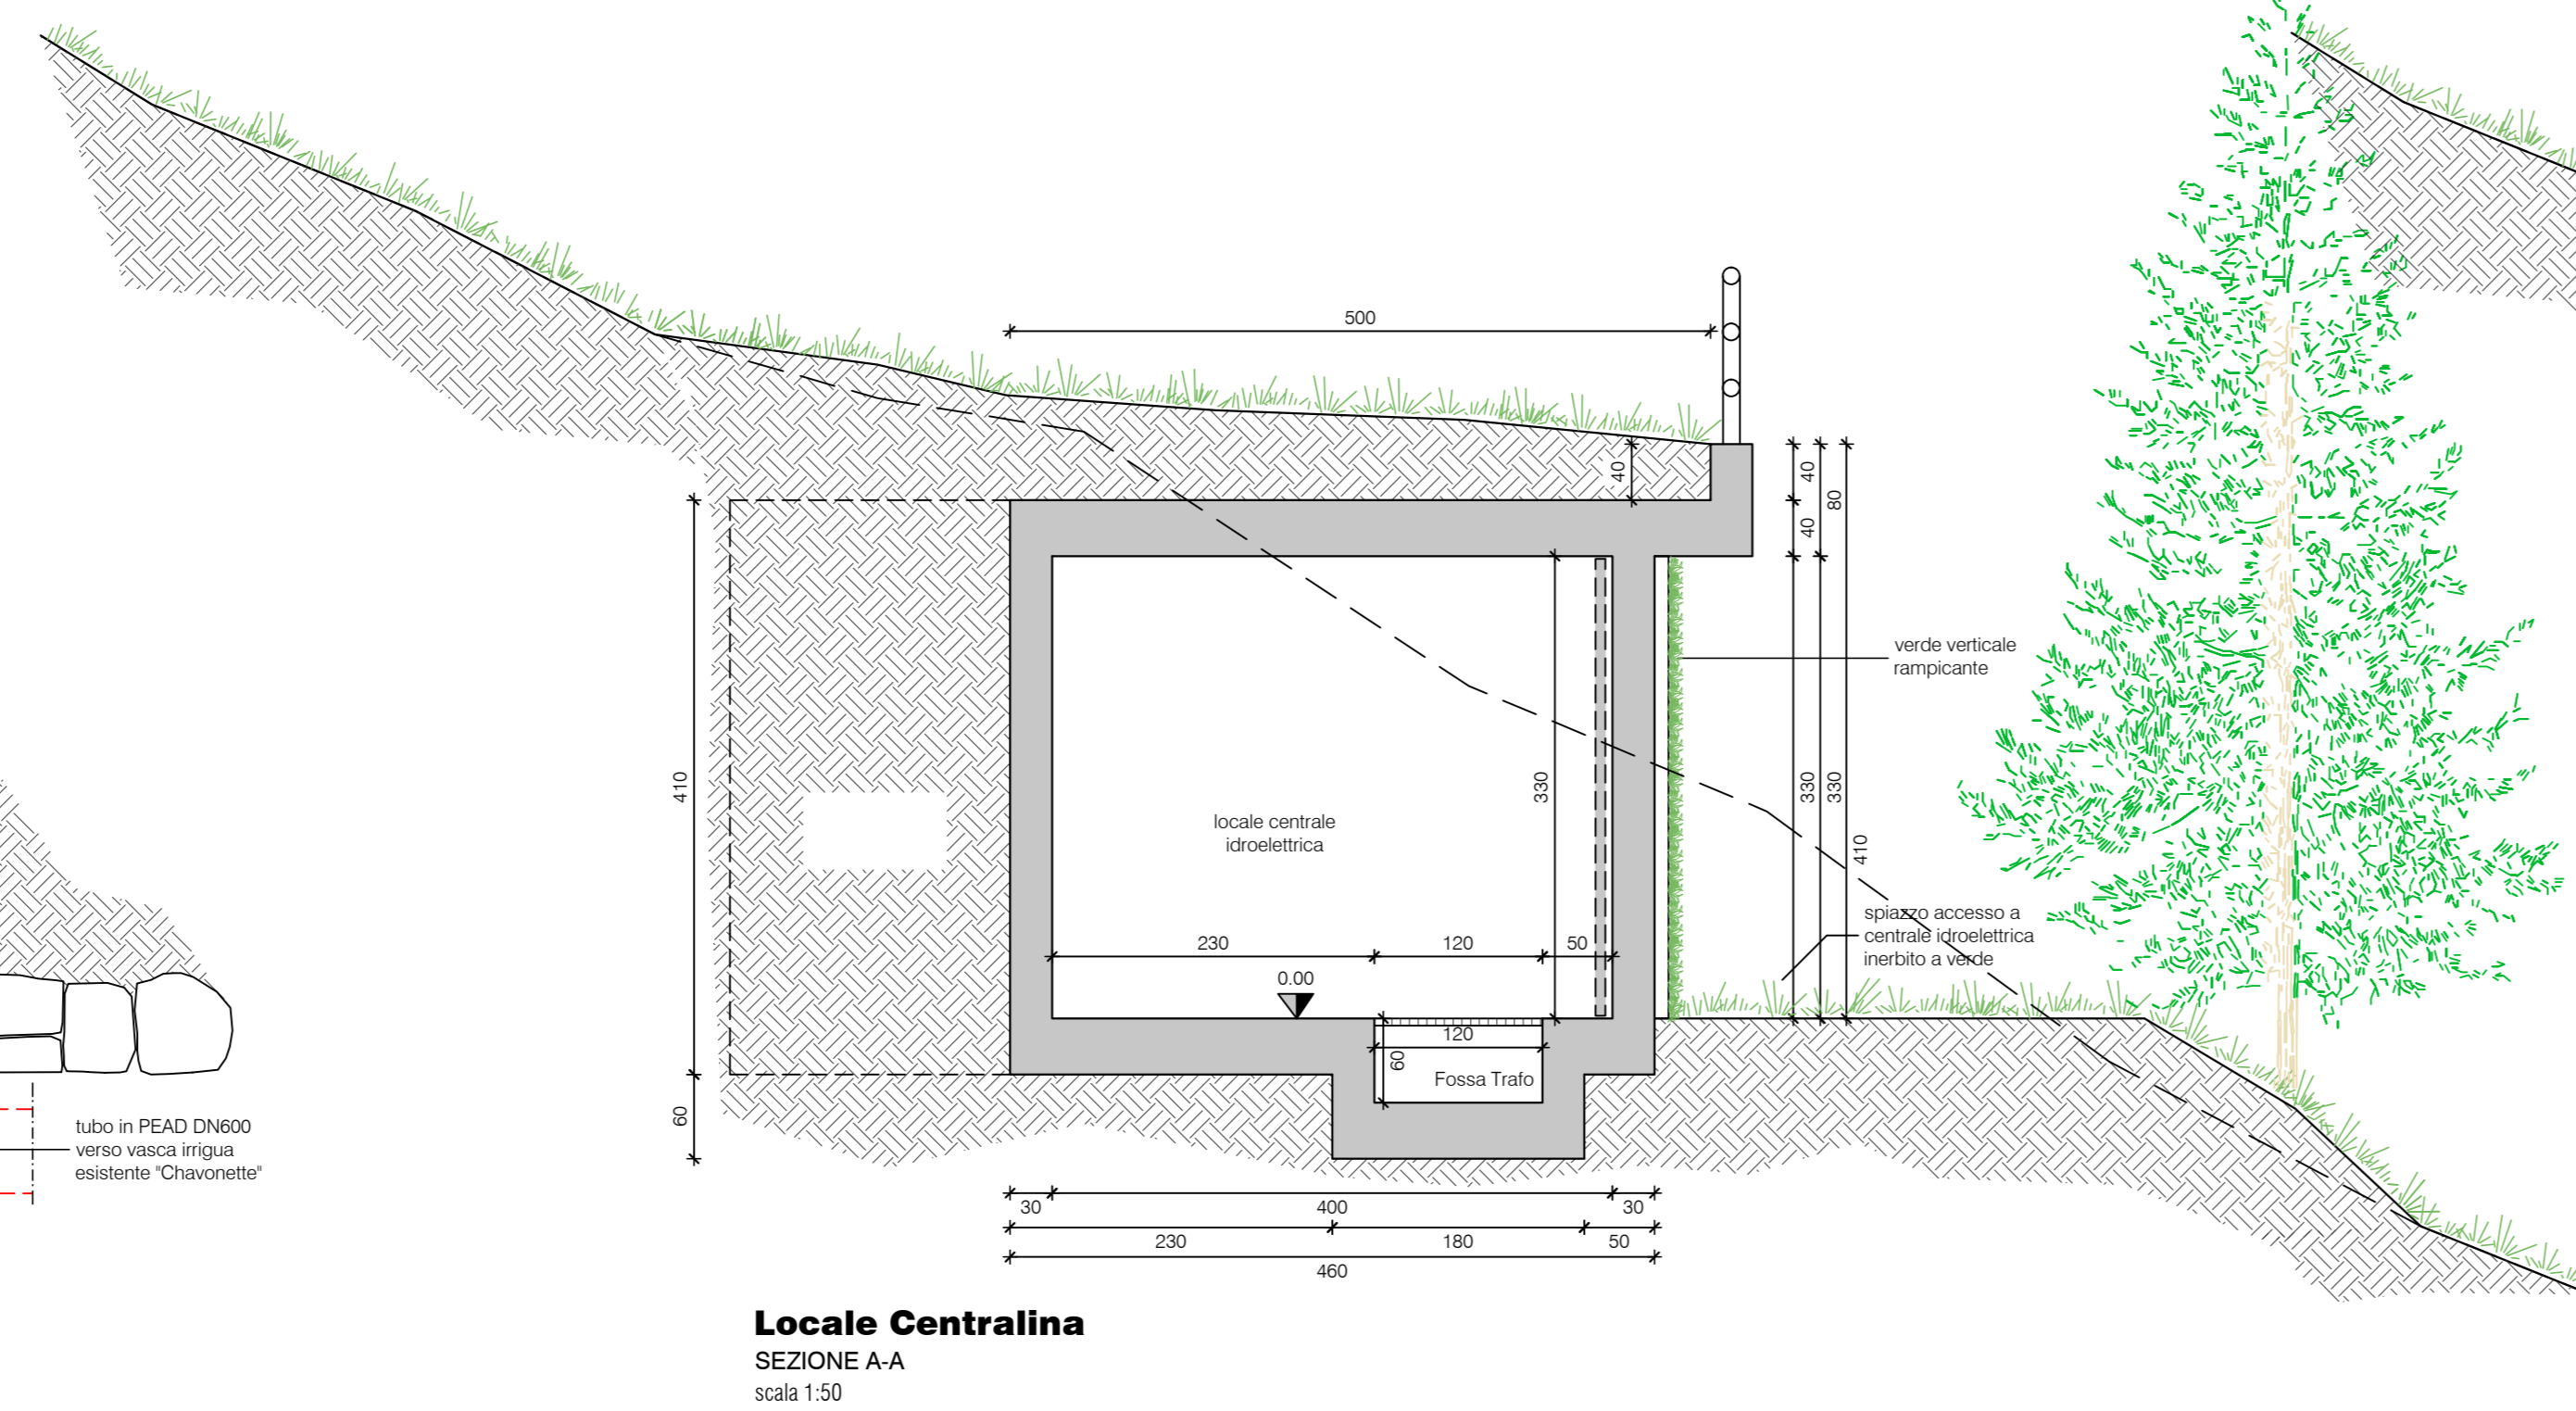 500
40
40
80
40
verde verticale
rampicante
410
330
330
330
locale centrale
idroelettrica
410
spiazzo accesso a
centrale idroelettrica
inerbito a verde
230
120
50
0.00
120
60
Fossa Trafo
60
tubo in PEAD DN600
verso vasca irrigua
esistente "Chavonette"
30
400
30
230
180
50
460
Locale Centralina
SEZIONE A-A
scala 1:50